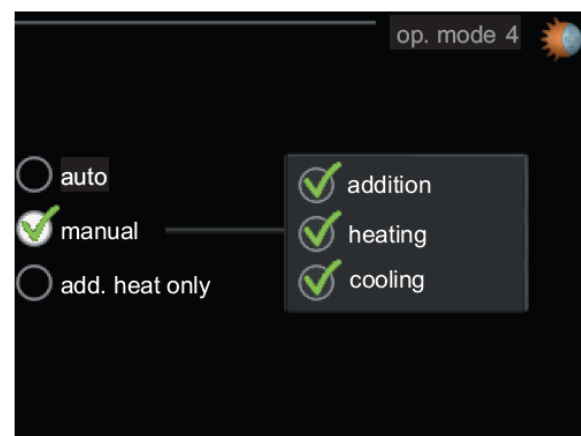 op. mode 4
auto
manual
add. heat only
addition
heating
cooling